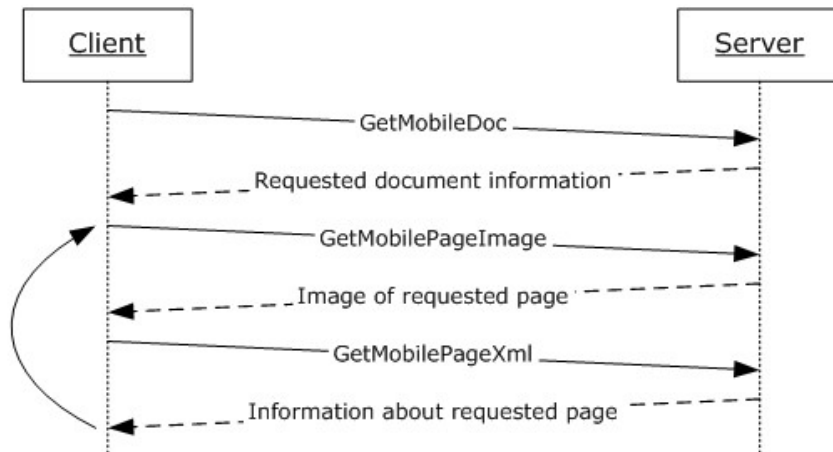 Client
Server
GetMobileDoc
Requested document information
GetMobilePageImage
Image of requested page
GetMobilePageXml
Information about requested page